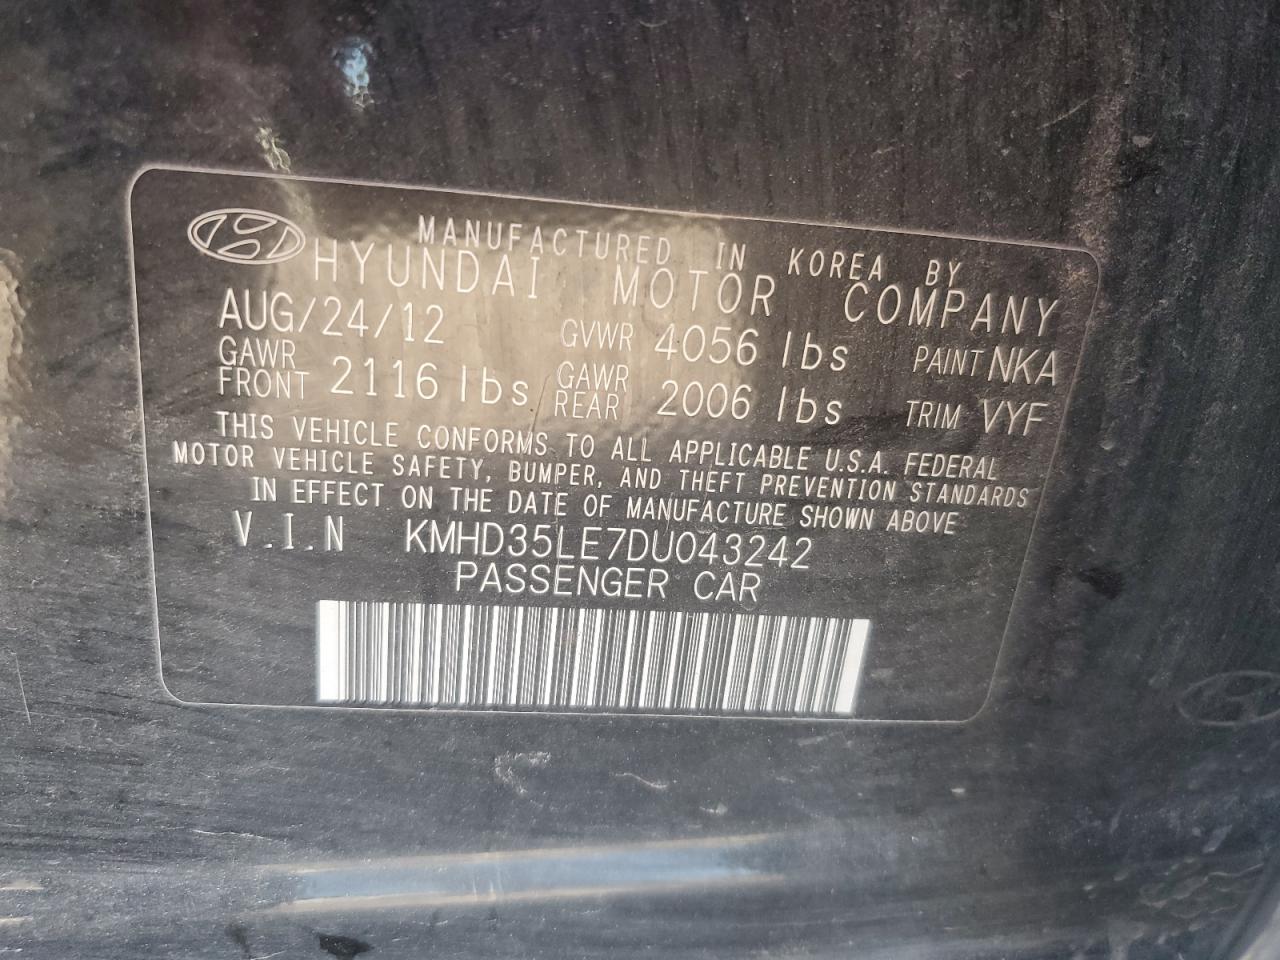 MANUFACTURED IN KOREA BY
HYUNDAI MOTOR COMPANY
AUG/24/12 GVWR 4056 lbs PAINT NKA
GAWR FRONT 2116 lbs GAWR REAR 2006 lbs TRIM VYF
THIS VEHICLE CONFORMS TO ALL APPLICABLE U.S.A. FEDERAL
MOTOR VEHICLE SAFETY, BUMPER, AND THEFT PREVENTION STANDARDS
IN EFFECT ON THE DATE OF MANUFACTURE SHOWN ABOVE
V.I.N KMHD35LE7DU043242
PASSENGER CAR